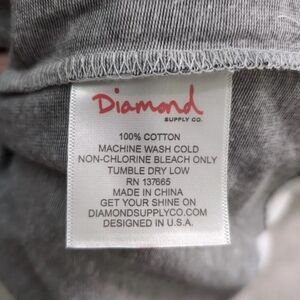 Diamond
SUPPLY CO.
100% COTTON
MACHINE WASH COLD
NON-CHLORINE BLEACH ONLY
TUMBLE DRY LOW
RN 137665
MADE IN CHINA
GET YOUR SHINE ON
DIAMONDSUPPLYCO.COM
DESIGNED IN U.S.A.